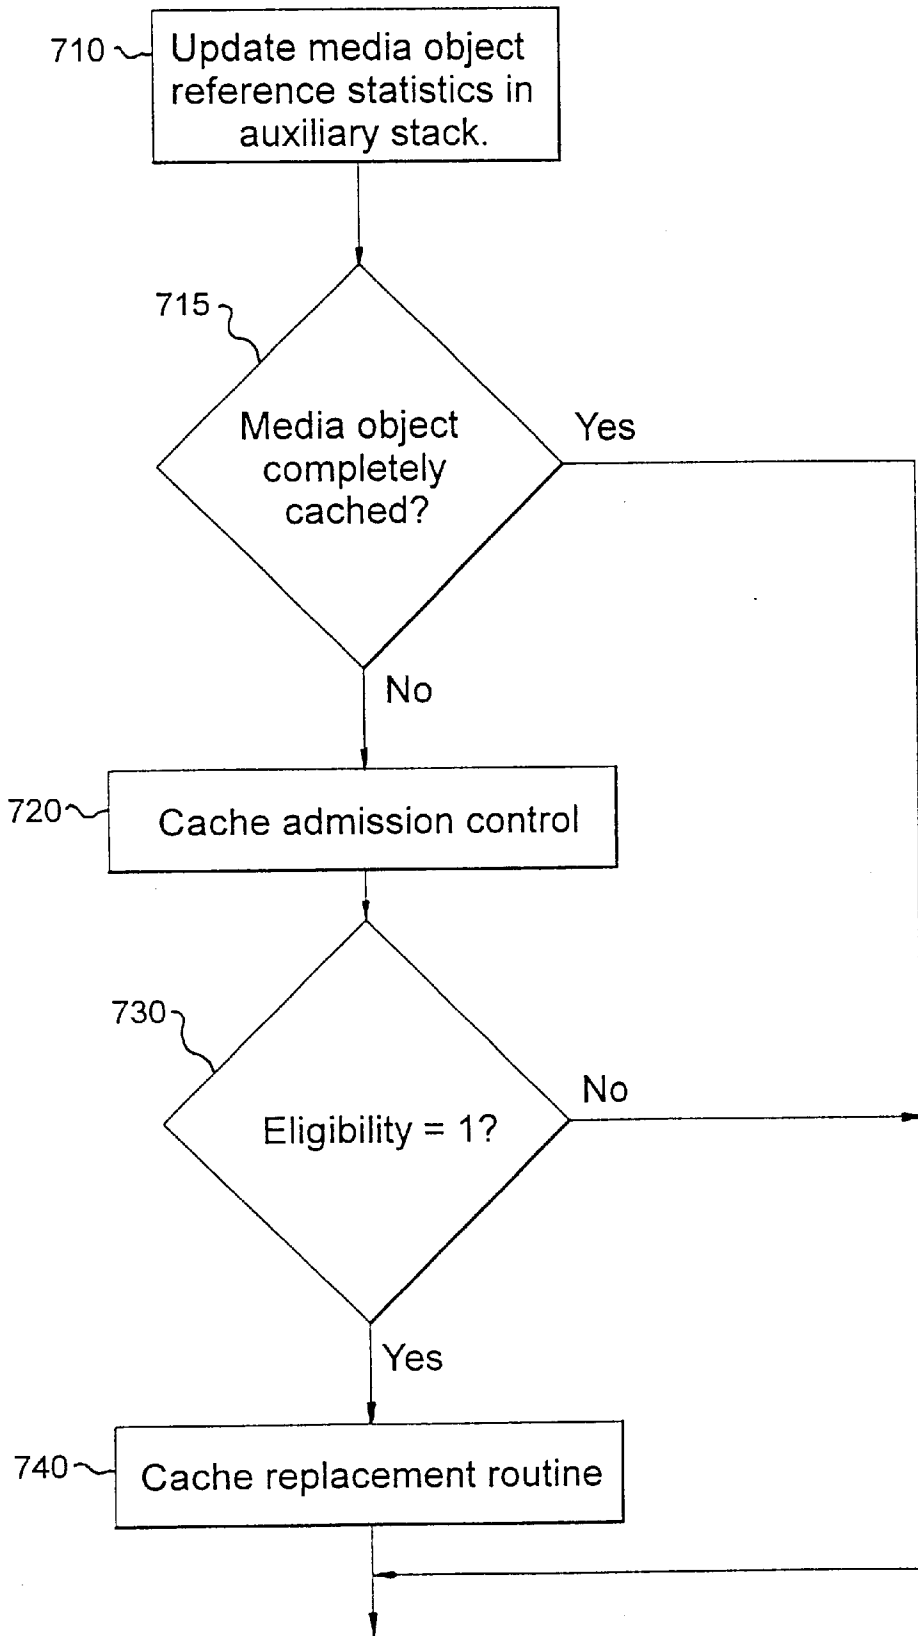 710
Update media object
reference statistics in
auxiliary stack.
715
Media object
completely
cached?
Yes
No
720
Cache admission control
730
Eligibility = 1?
No
Yes
740
Cache replacement routine